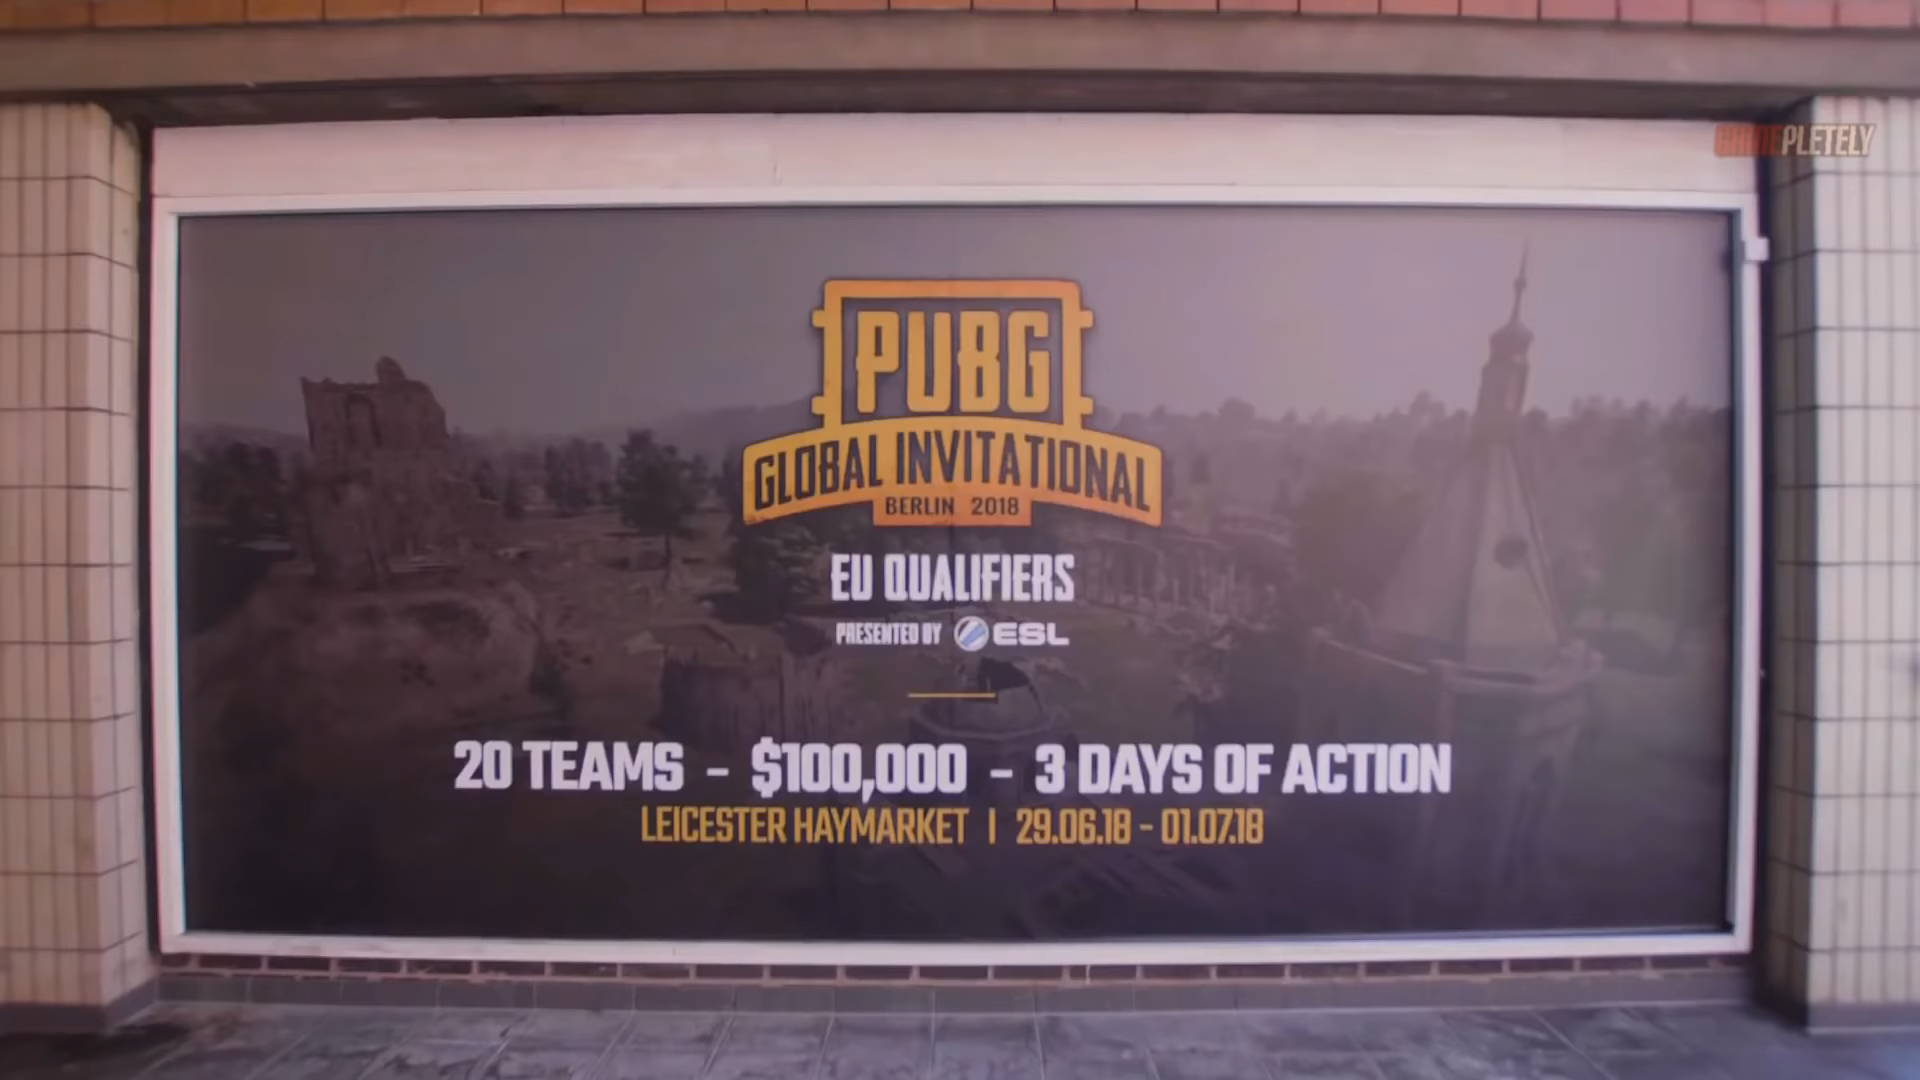 GAMEPLETELY
PUBG
GLOBAL INVITATIONAL
BERLIN 2018
EU QUALIFIERS
PRESENTED BY ESL
20 TEAMS - $100,000 - 3 DAYS OF ACTION
LEICESTER HAYMARKET | 29.06.18 - 01.07.18